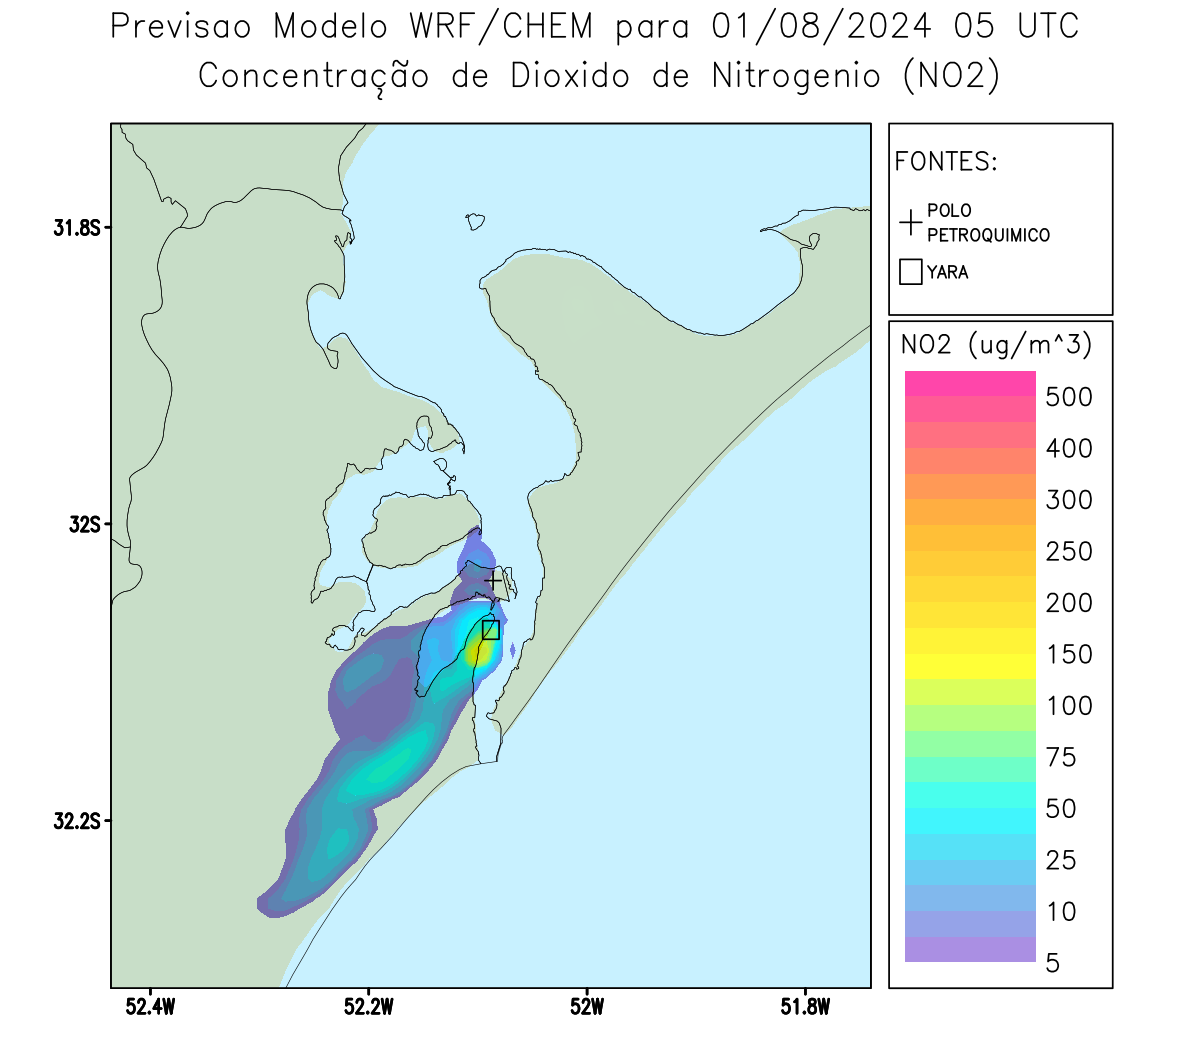 Previsao Modelo WRF/CHEM para 01/08/2024 05 UTC
Concentração de Dioxido de Nitrogenio (NO2)
FONTES:
POLO
PETROQUIMICO
YARA
NO2 (ug/m^3)
500
400
300
250
200
150
100
75
50
25
10
5
31.8S
32S
32.2S
52.4W
52.2W
52W
51.8W